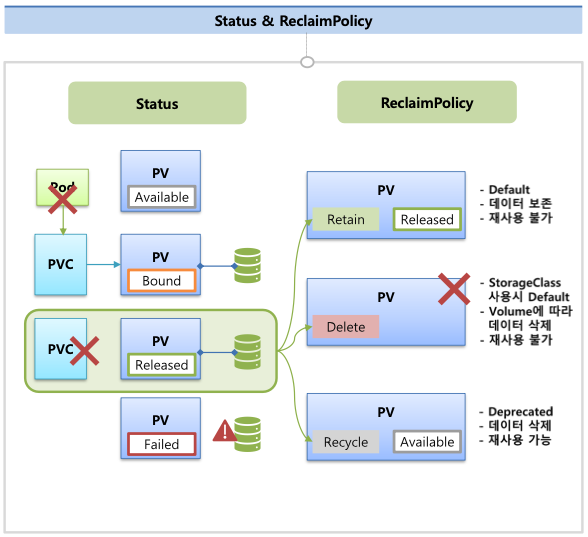 Status & ReclaimPolicy
Status
PV
Available
Pod
PVC
PV
Bound
PVC
PV
Released
PV
Failed
ReclaimPolicy
PV
Retain
Released
- Default
- 데이터 보존
- 재사용 불가
PV
Delete
- StorageClass
사용시 Default
- Volume에 따라
데이터 삭제
- 재사용 불가
PV
Recycle
Available
- Deprecated
- 데이터 삭제
- 재사용 가능